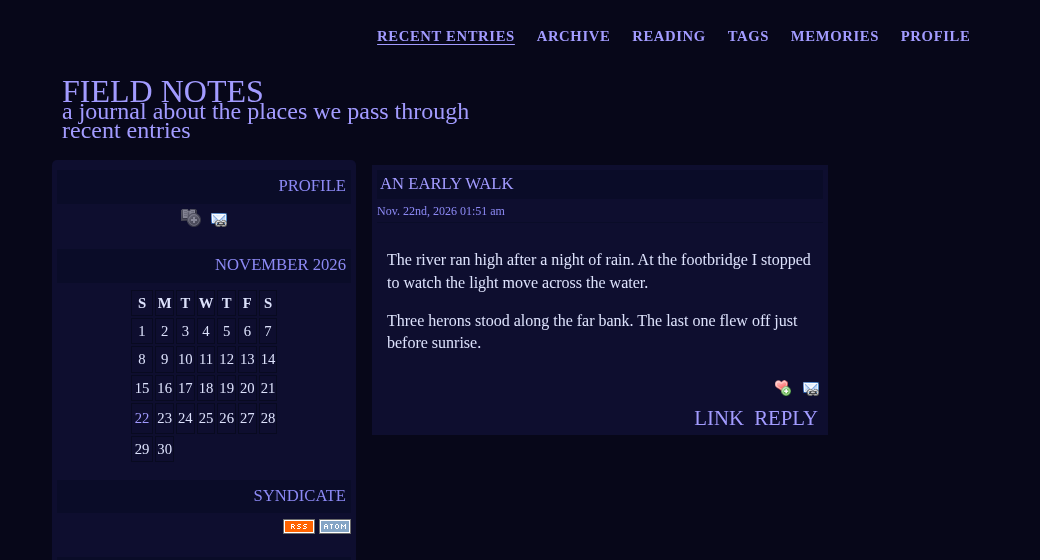 RECENT ENTRIES ARCHIVE READING TAGS MEMORIES PROFILE
FIELD NOTES
a journal about the places we pass through
recent entries
PROFILE
NOVEMBER 2026
S M T W T F S
1 2 3 4 5 6 7
8 9 10 11 12 13 14
15 16 17 18 19 20 21
22 23 24 25 26 27 28
29 30
SYNDICATE
RSS ATOM
AN EARLY WALK
Nov. 22nd, 2026 01:51 am
The river ran high after a night of rain. At the footbridge I stopped
to watch the light move across the water.
Three herons stood along the far bank. The last one flew off just
before sunrise.
LINK REPLY